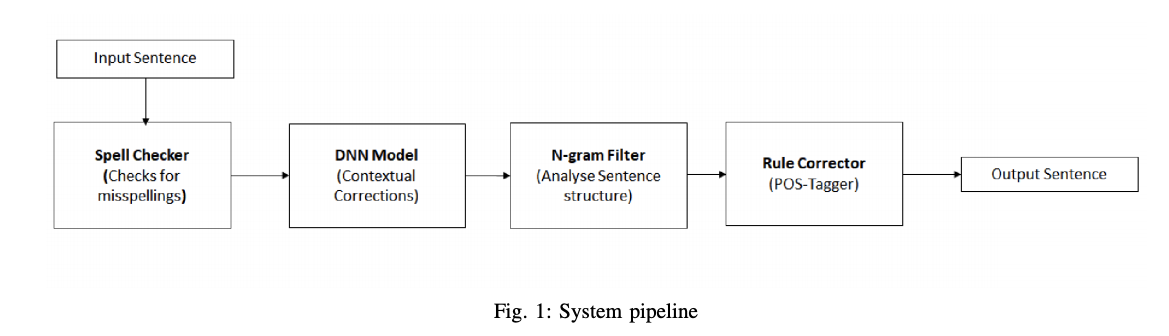 Input Sentence
Spell Checker
(Checks for
misspellings)
DNN Model
(Contextual
Corrections)
N-gram Filter
(Analyse Sentence
structure)
Rule Corrector
(POS-Tagger)
Output Sentence
Fig. 1: System pipeline